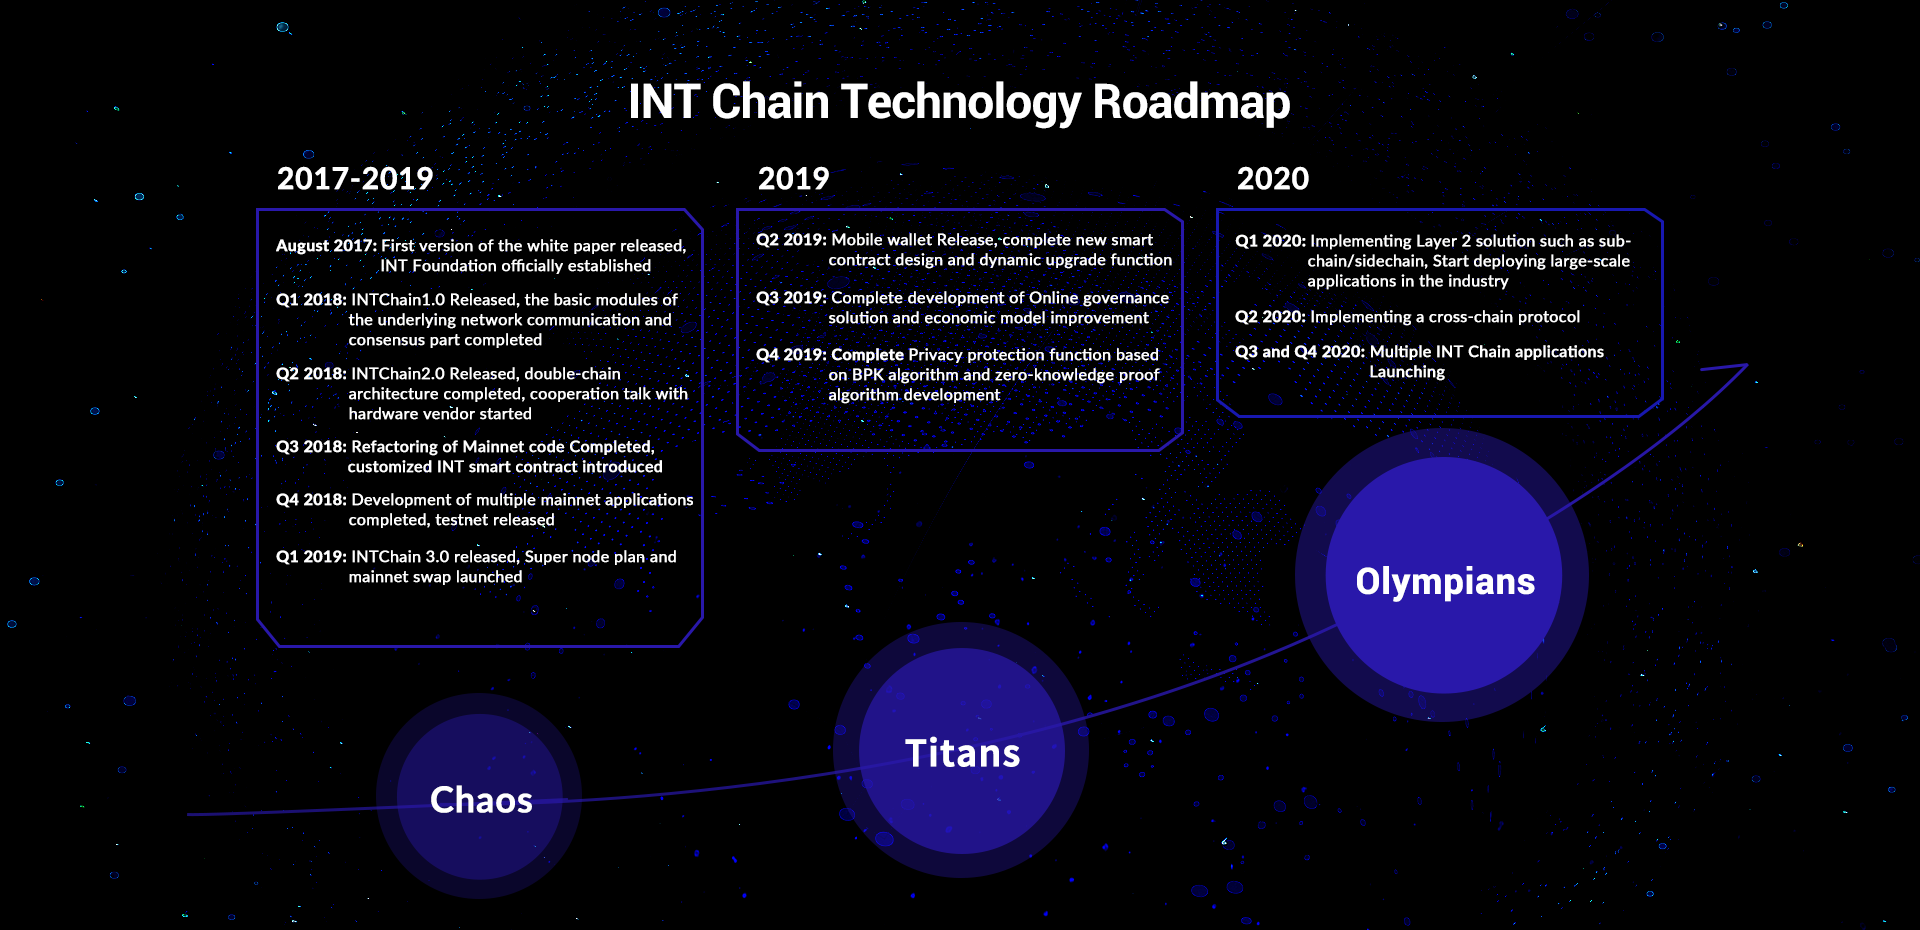 INT Chain Technology Roadmap
2017-2019
August 2017: First version of the white paper released,
INT Foundation officially established
Q1 2018: INTChain1.0 Released, the basic modules of
the underlying network communication and
consensus part completed
Q2 2018: INTChain2.0 Released, double-chain
architecture completed, cooperation talk with
hardware vendor started
Q3 2018: Refactoring of Mainnet code Completed,
customized INT smart contract introduced
Q4 2018: Development of multiple mainnet applications
completed, testnet released
Q1 2019: INTChain 3.0 released, Super node plan and
mainnet swap launched
2019
Q2 2019: Mobile wallet Release, complete new smart
contract design and dynamic upgrade function
Q3 2019: Complete development of Online governance
solution and economic model improvement
Q4 2019: Complete Privacy protection function based
on BPK algorithm and zero-knowledge proof
algorithm development
2020
Q1 2020: Implementing Layer 2 solution such as sub-
chain/sidechain, Start deploying large-scale
applications in the industry
Q2 2020: Implementing a cross-chain protocol
Q3 and Q4 2020: Multiple INT Chain applications
Launching
Chaos
Titans
Olympians